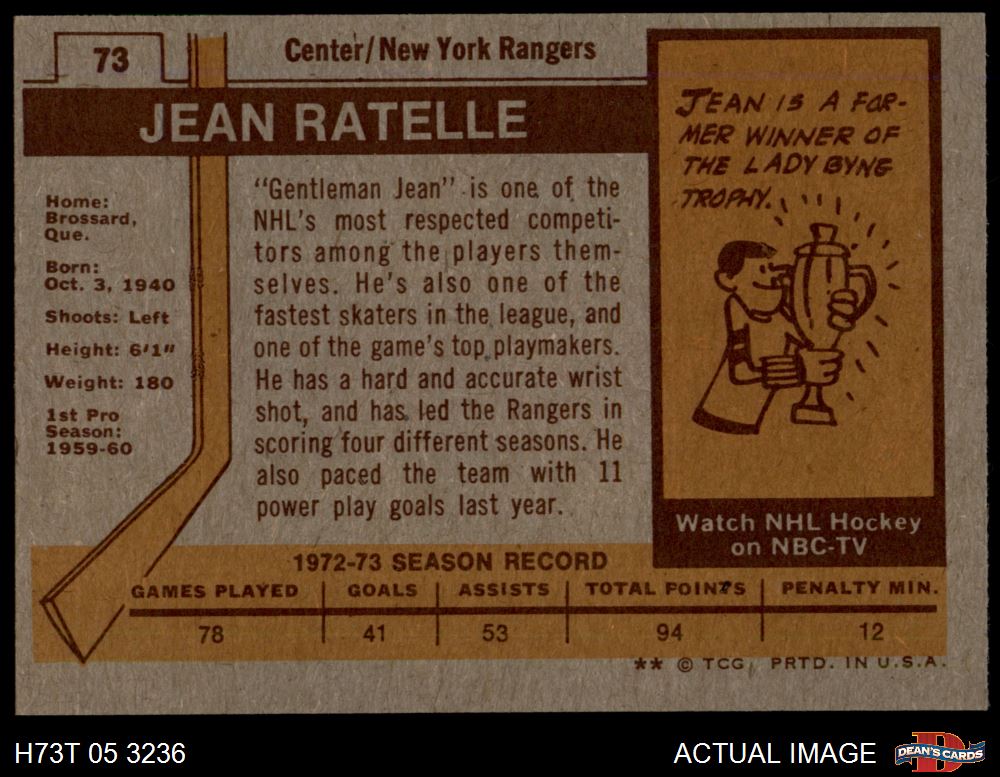 73
Center/New York Rangers
JEAN RATELLE
Home:
Brossard,
Que.
Born:
Oct. 3, 1940
Shoots: Left
Height: 6'1"
Weight: 180
1st Pro
Season:
1959-60
"Gentleman Jean" is one of the
NHL's most respected competi-
tors among the players them-
selves. He's also one of the
fastest skaters in the league, and
one of the game's top playmakers.
He has a hard and accurate wrist
shot, and has led the Rangers in
scoring four different seasons. He
also paced the team with 11
power play goals last year.
JEAN IS A FOR-
MER WINNER OF
THE LADY BYNG
TROPHY.
Watch NHL Hockey
on NBC-TV
1972-73 SEASON RECORD
GAMES PLAYED GOALS ASSISTS TOTAL POINTS PENALTY MIN.
78 41 53 94 12
** © TCG PRTD. IN U.S.A.
H73T 05 3236
ACTUAL IMAGE
D
DEAN'S CARDS